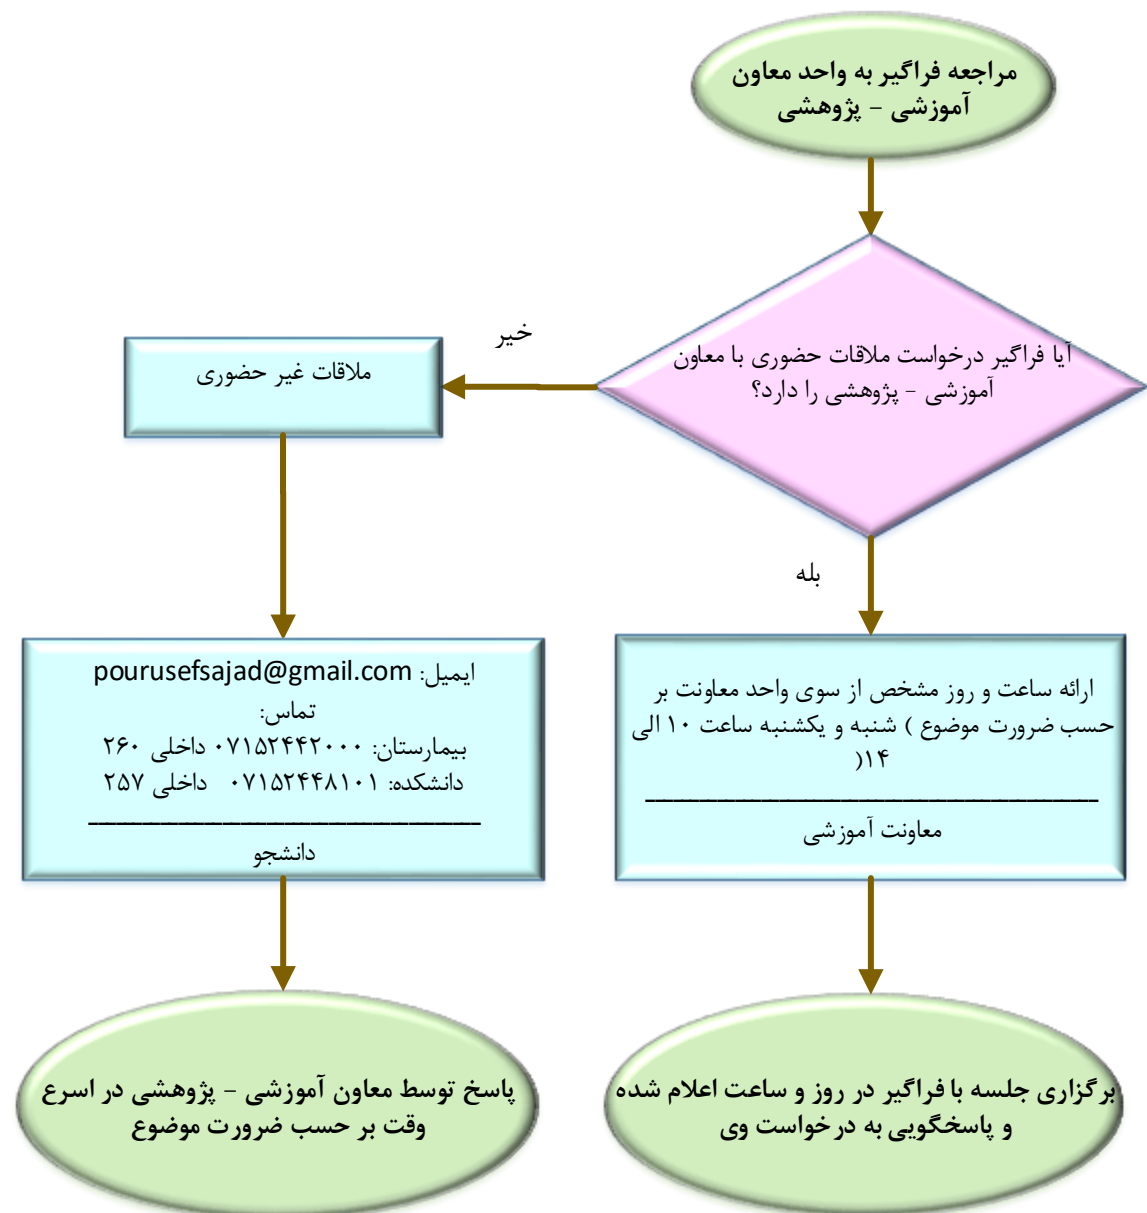 مراجعه فراگیر به واحد معاون
آموزشی - پژوهشی
آیا فراگیر درخواست ملاقات حضوری با معاون
آموزشی - پژوهشی را دارد؟
خیر
ملاقات غیر حضوری
بله
ارائه ساعت و روز مشخص از سوی واحد معاونت بر
حسب ضرورت موضوع ) شنبه و یکشنبه ساعت ۱۰ الی
۱۴(
معاونت آموزشی
ایمیل: pourusefsajad@gmail.com
تماس:
بیمارستان: ۰۷۱۵۲۴۴۲۰۰۰ داخلی ۲۶۰
دانشکده: ۰۷۱۵۲۴۴۸۱۰۱ داخلی ۲۵۷
دانشجو
برگزاری جلسه با فراگیر در روز و ساعت اعلام شده
و پاسخگویی به درخواست وی
پاسخ توسط معاون آموزشی - پژوهشی در اسرع
وقت بر حسب ضرورت موضوع